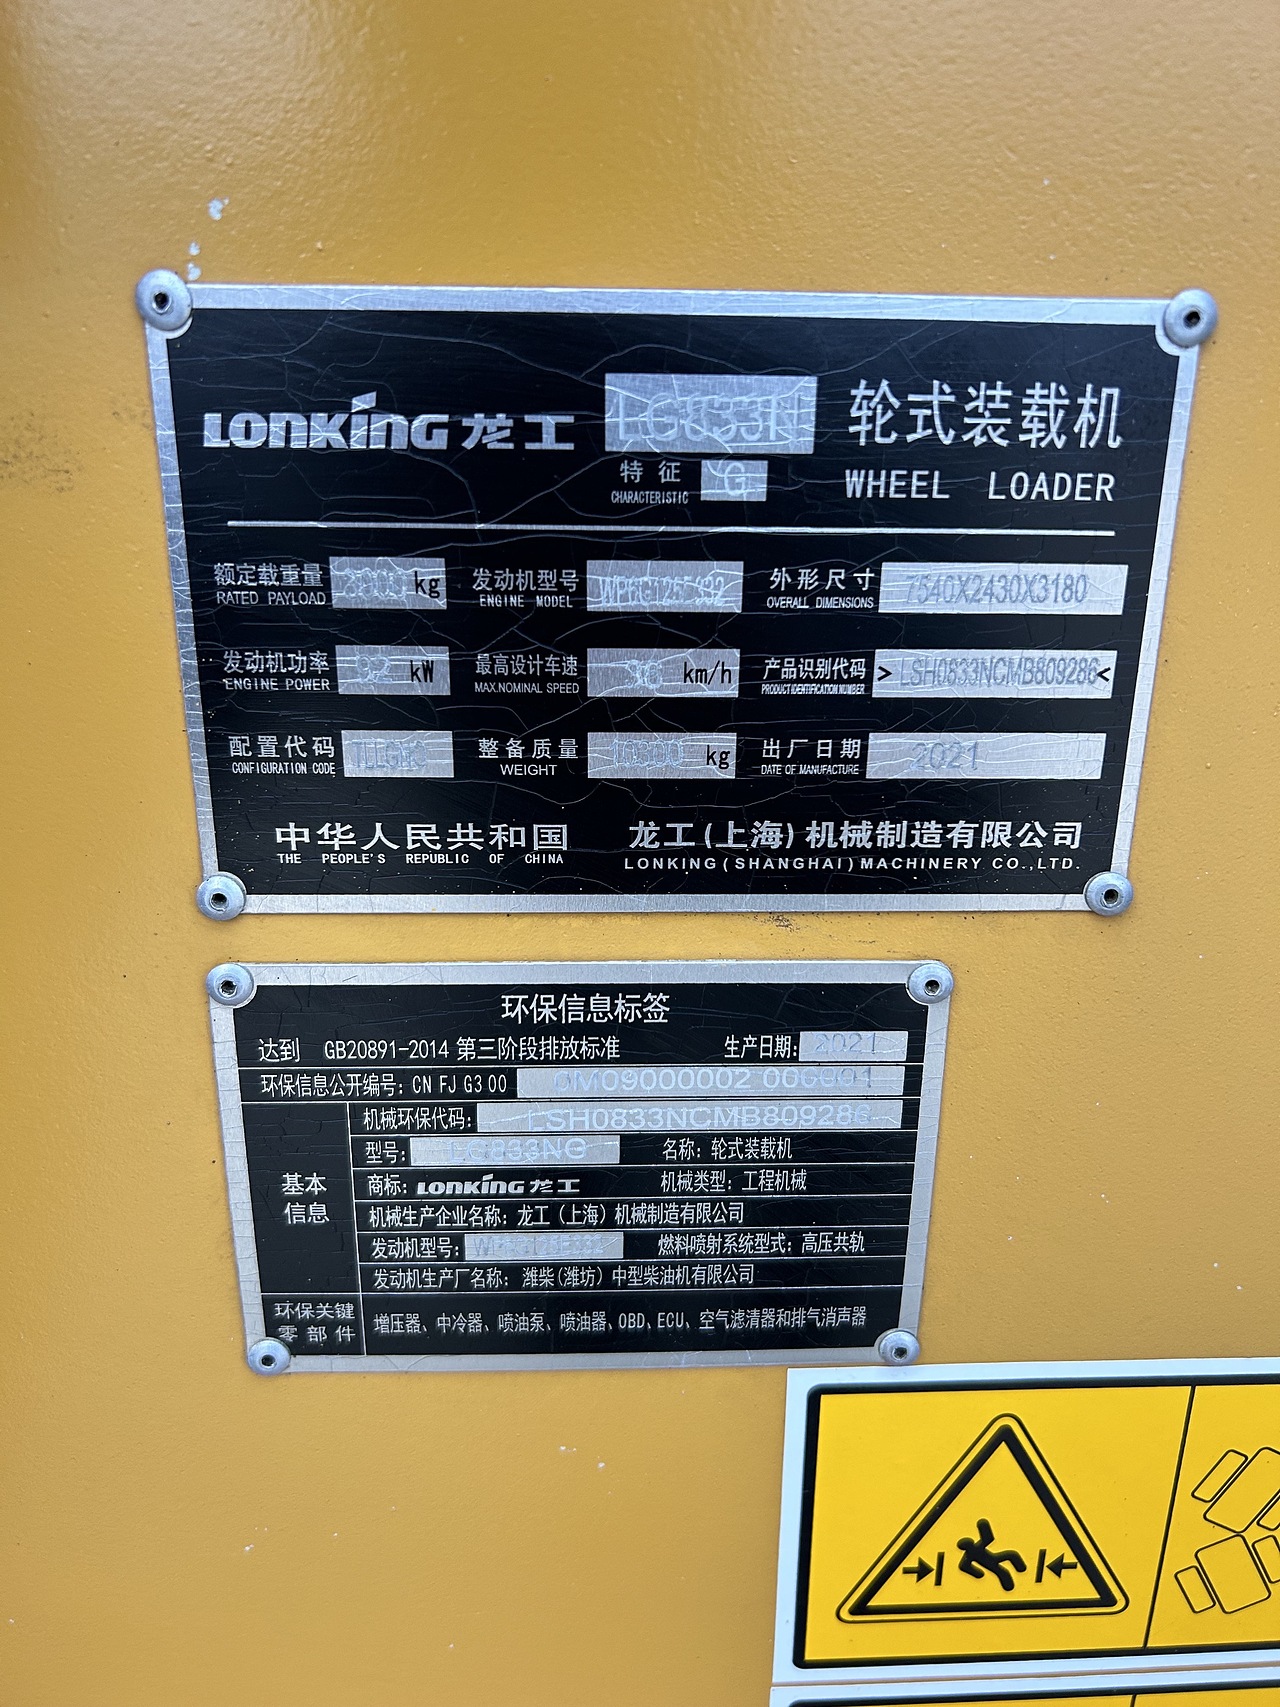 LONKING 龙工 LG833N 轮式装载机
特征 G
CHARACTERISTIC
WHEEL LOADER
额定载重量 kg 发动机型号 外形尺寸 7540X2430X3180
RATED PAYLOAD ENGINE MODEL OVERALL DIMENSIONS
发动机功率 92 kW 最高设计车速 km/h 产品识别代码 >LSH0833NCMB809286<
ENGINE POWER MAX.NOMINAL SPEED PRODUCT IDENTIFICATION NUMBER
配置代码 整备质量 kg 出厂日期 2021
CONFIGURATION CODE WEIGHT DATE OF MANUFACTURE
中华人民共和国 龙工(上海)机械制造有限公司
THE PEOPLE'S REPUBLIC OF CHINA LONKING(SHANGHAI)MACHINERY CO.,LTD.
环保信息标签
达到 GB20891-2014 第三阶段排放标准 生产日期: 2021
环保信息公开编号: CN FJ G3 00 0M09000002 000001
基本信息
机械环保代码: LSH0833NCMB809286
型号: LG833NG 名称: 轮式装载机
商标: LONKING 龙工 机械类型: 工程机械
机械生产企业名称: 龙工(上海)机械制造有限公司
发动机型号: 燃料喷射系统型式: 高压共轨
发动机生产厂名称: 潍柴(潍坊)中型柴油机有限公司
环保关键零部件 增压器、中冷器、喷油泵、喷油器、OBD、ECU、空气滤清器和排气消声器